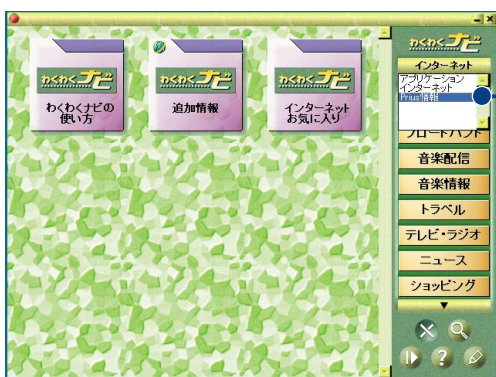 わくわくナビ
わくわくナビの
使い方
わくわくナビ
追加情報
わくわくナビ
インターネット
お気に入り
わくわくナビ
インターネット
アプリケーション
インターネット
Prius情報
ブロードバンド
音楽配信
音楽情報
トラベル
テレビ・ラジオ
ニュース
ショッピング
?